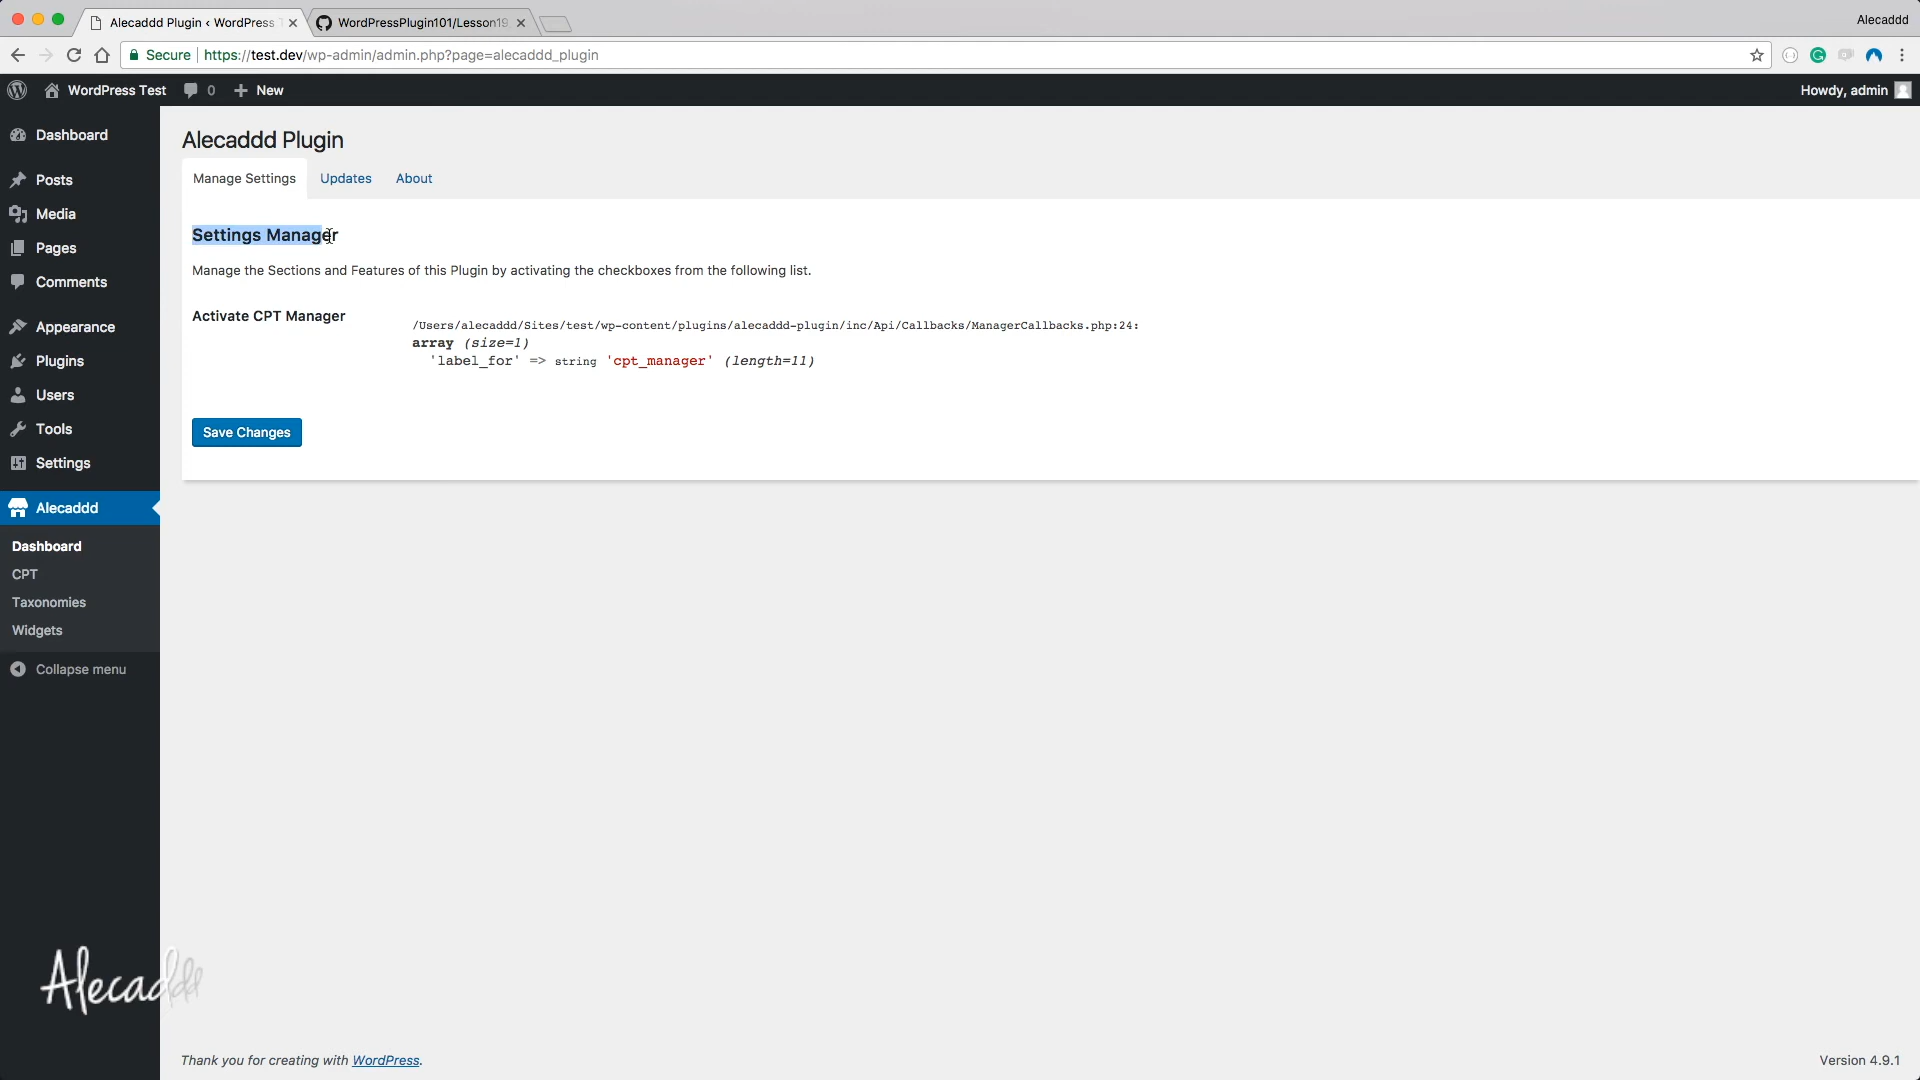 Alecaddd Plugin ‹ WordPress T
WordPressPlugin101/Lesson19
Alecaddd
Secure
https://test.dev/wp-admin/admin.php?page=alecaddd_plugin
WordPress Test
0
New
Howdy, admin
Dashboard
Posts
Media
Pages
Comments
Appearance
Plugins
Users
Tools
Settings
Alecaddd
Dashboard
CPT
Taxonomies
Widgets
Collapse menu
Alecaddd Plugin
Manage Settings
Updates
About
Settings Manager
Manage the Sections and Features of this Plugin by activating the checkboxes from the following list.
Activate CPT Manager
/Users/alecaddd/Sites/test/wp-content/plugins/alecaddd-plugin/inc/Api/Callbacks/ManagerCallbacks.php:24:
array (size=1)
'label_for' => string 'cpt_manager' (length=11)
Save Changes
Alecaddd
Thank you for creating with WordPress.
Version 4.9.1